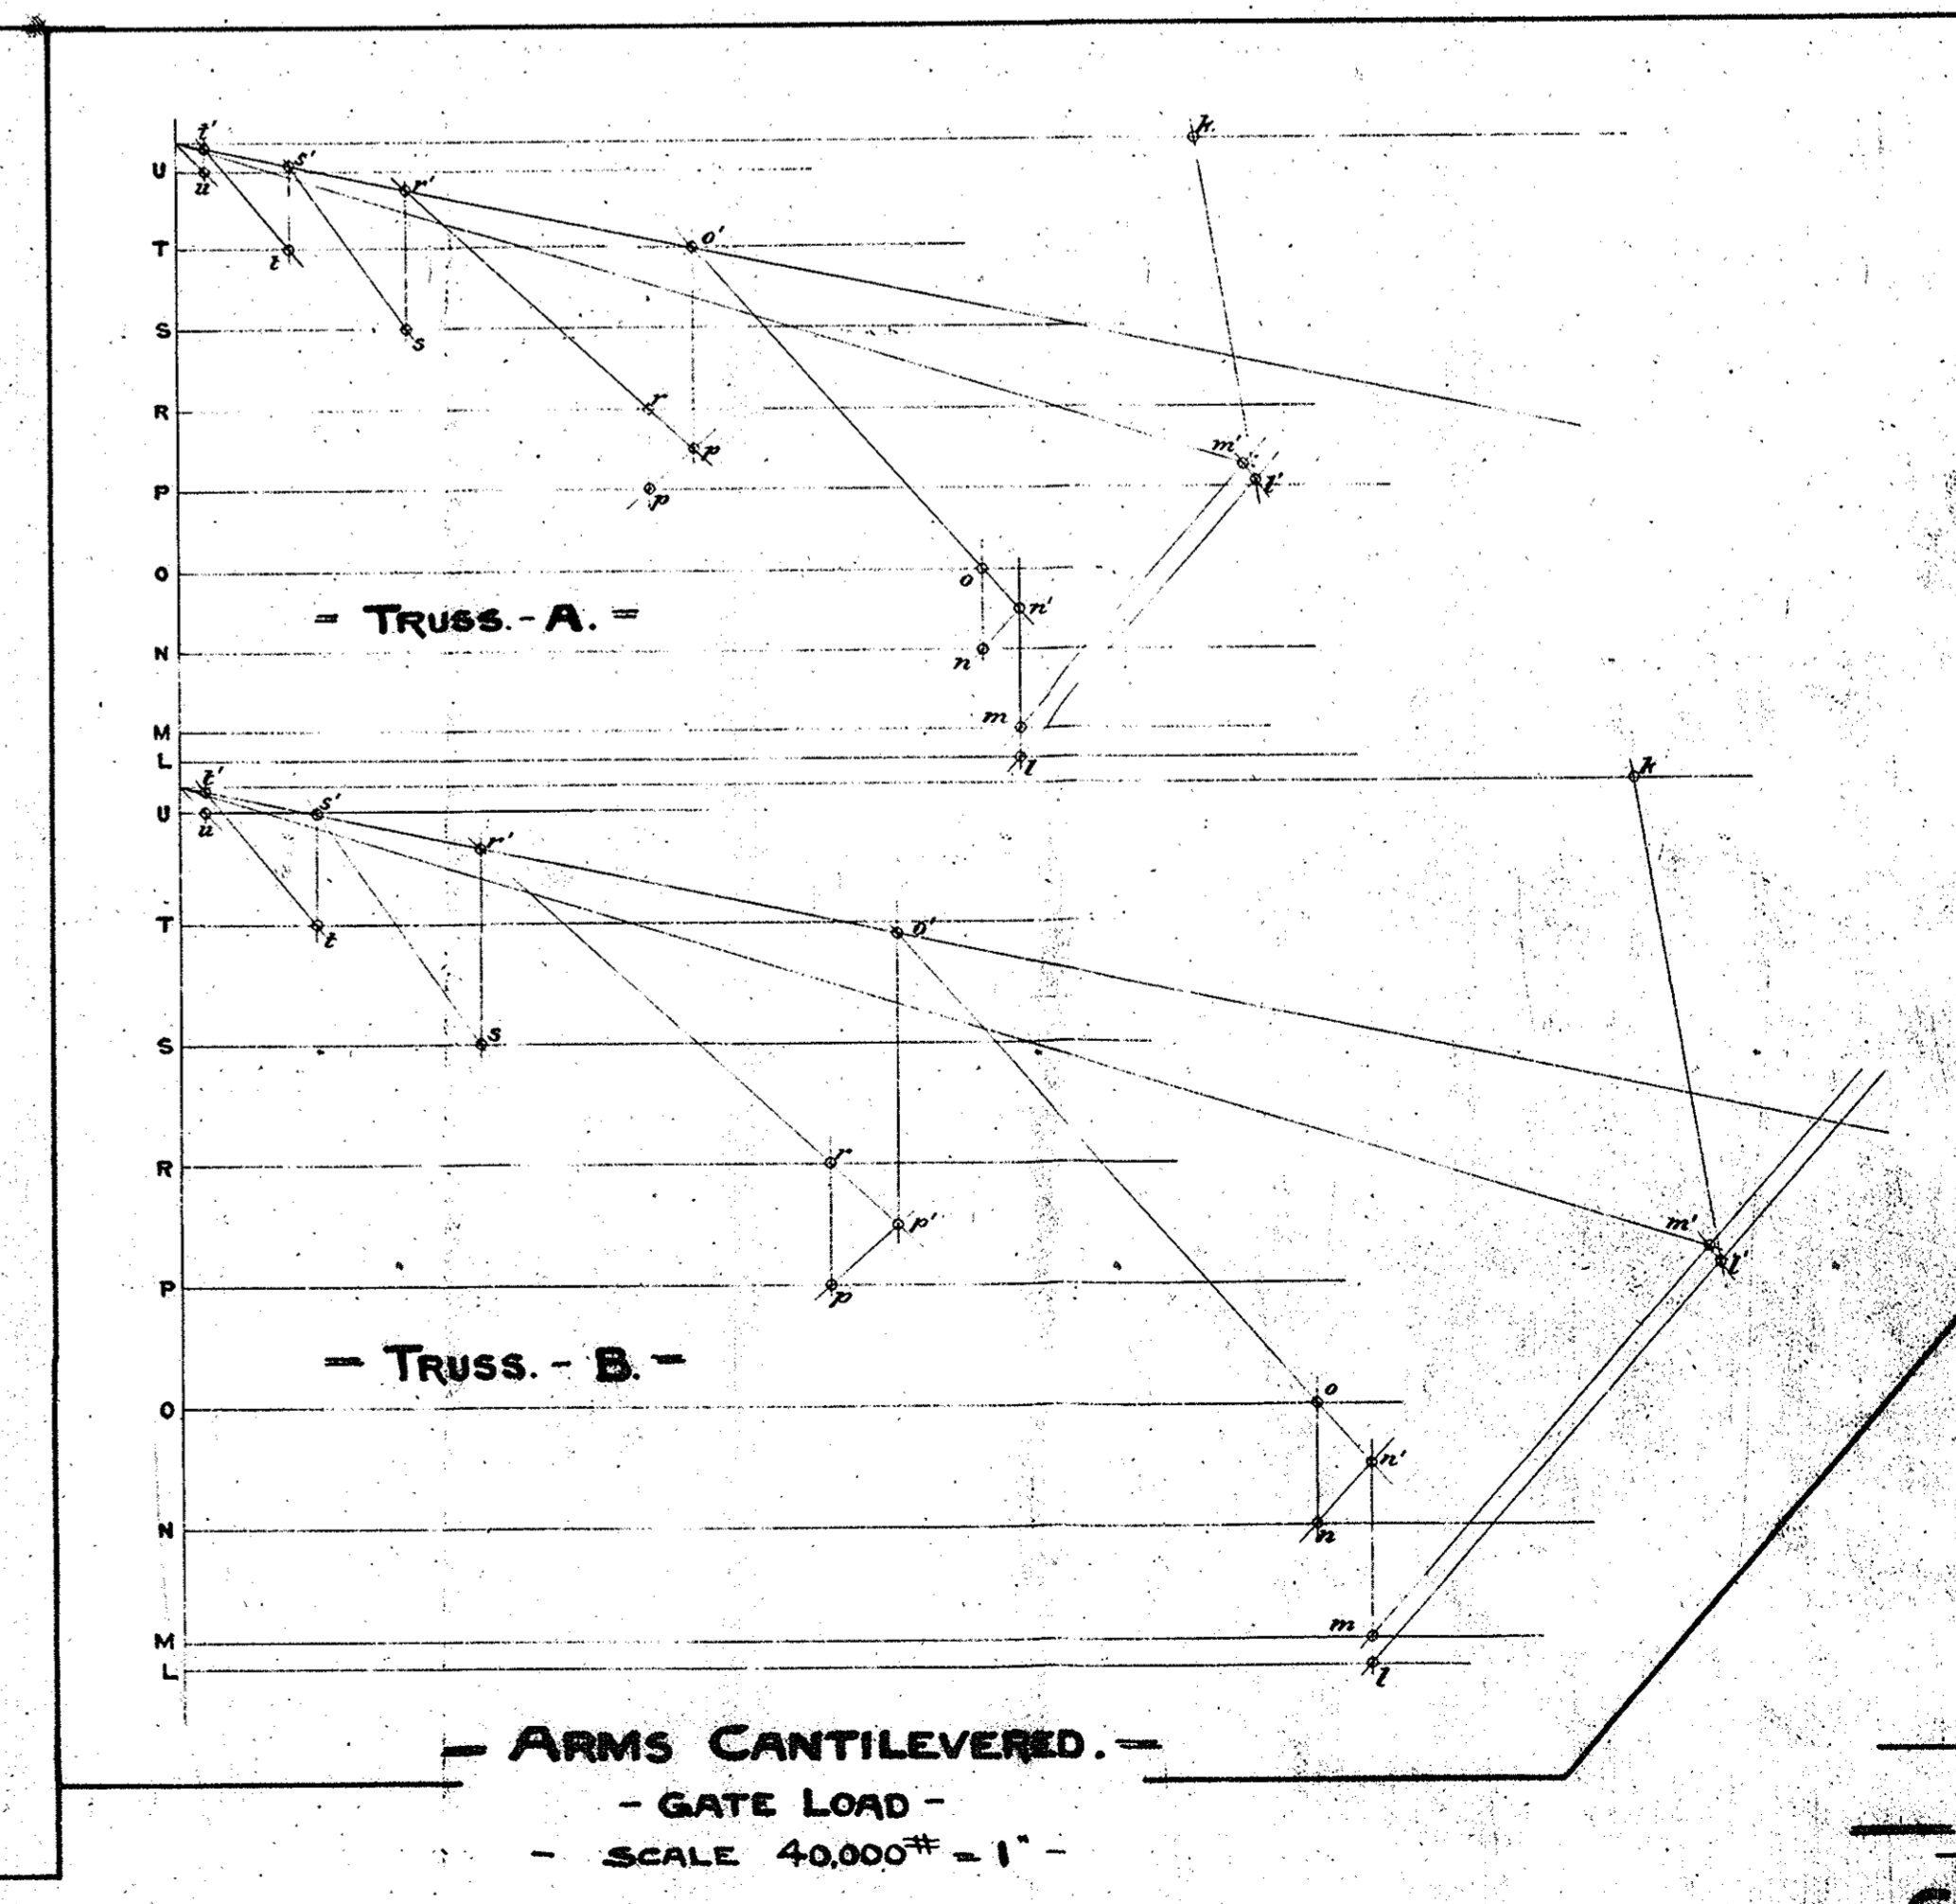 k.
t'
s'
U
u
r'
o'
T
t
S
s
r
R
m'
p
l'
P
p
O
o
n'
= TRUSS.-A. =
N
n
m
M
L
l
k
t'
s'
U
u
r'
T
t
o'
S
s
r
R
p'
m'
l'
P
p
- TRUSS. - B. -
o
O
n'
N
n
m
M
L
l
- ARMS CANTILEVERED. -
- GATE LOAD -
- SCALE 40,000# = 1" -